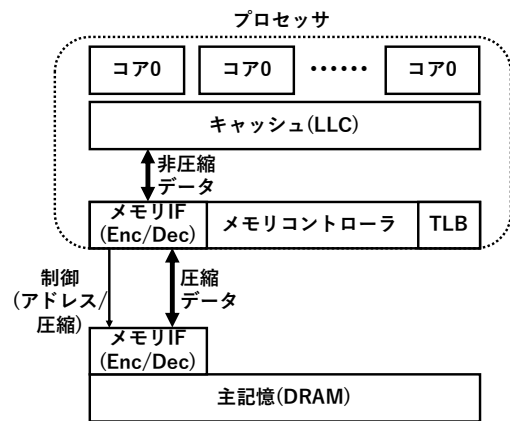 プロセッサ
コア0 コア0 ・・・・・・ コア0
キャッシュ(LLC)
非圧縮
データ
メモリIF
(Enc/Dec)
メモリコントローラ
TLB
制御
(アドレス/
圧縮)
圧縮
データ
メモリIF
(Enc/Dec)
主記憶(DRAM)